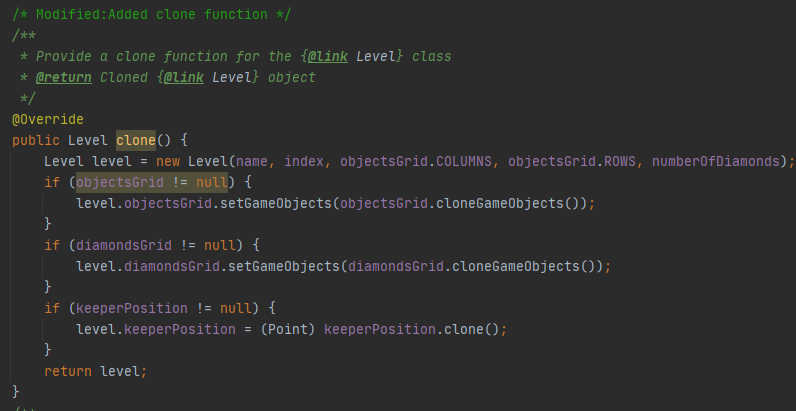 /* Modified:Added clone function */
/**
 * Provide a clone function for the {@link Level} class
 * @return Cloned {@link Level} object
 */
@Override
public Level clone() {
    Level level = new Level(name, index, objectsGrid.COLUMNS, objectsGrid.ROWS, numberOfDiamonds);
    if (objectsGrid != null) {
        level.objectsGrid.setGameObjects(objectsGrid.cloneGameObjects());
    }
    if (diamondsGrid != null) {
        level.diamondsGrid.setGameObjects(diamondsGrid.cloneGameObjects());
    }
    if (keeperPosition != null) {
        level.keeperPosition = (Point) keeperPosition.clone();
    }
    return level;
}